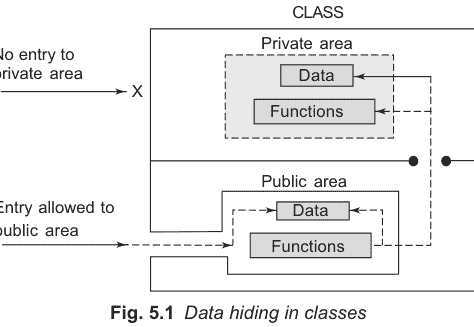 CLASS
No entry to
private area
X
Private area
Data
Functions
Entry allowed to
public area
Public area
Data
Functions
Fig. 5.1 Data hiding in classes